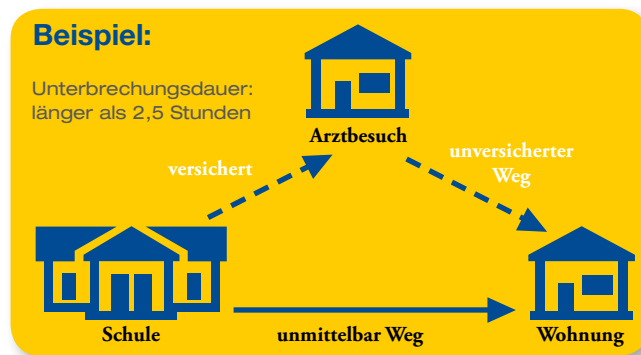 Beispiel:
Unterbrechungsdauer:
länger als 2,5 Stunden
Arztbesuch
versichert
unversicherter
Weg
Schule
unmittelbar Weg
Wohnung